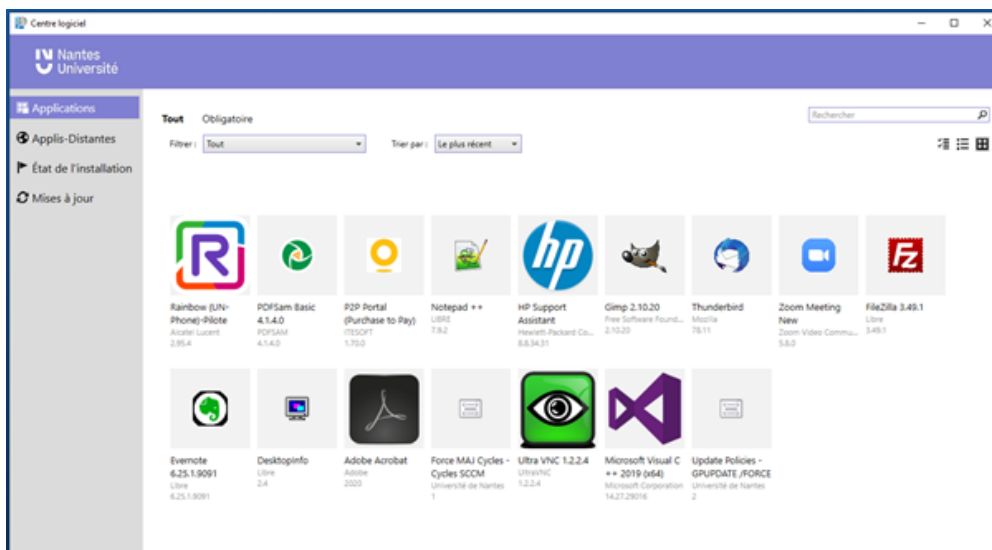 Centre logiciel
Nantes
Université
Applications
Applis-Distantes
État de l'installation
Mises à jour
Tout Obligatoire
Rechercher
Filtrer : Tout Trier par : Le plus récent
R
hp
Fz
Rainbow (UN-
Phone)-Pilote
Alcatel Lucent
2.95.4
PDFSam Basic
4.1.4.0
PDFSAM
4.1.4.0
P2P Portal
(Purchase to Pay)
ITESOFT
1.70.0
Notepad ++
LIBRE
7.9.2
HP Support
Assistant
Hewlett-Packard Co...
8.8.34.31
Gimp 2.10.20
Free Software Found...
2.10.20
Thunderbird
Mozilla
78.11
Zoom Meeting
New
Zoom Video Commu...
5.8.0
FileZilla 3.49.1
Libre
3.49.1
Evernote
6.25.1.9091
Libre
6.25.1.9091
DesktopInfo
Libre
2.4
Adobe Acrobat
Adobe
2020
Force MAJ Cycles -
Cycles SCCM
Université de Nantes
1
Ultra VNC 1.2.2.4
UltraVNC
1.2.2.4
Microsoft Visual C
++ 2019 (x64)
Microsoft Corporation
14.27.29016
Update Policies -
GPUPDATE /FORCE
Université de Nantes
2